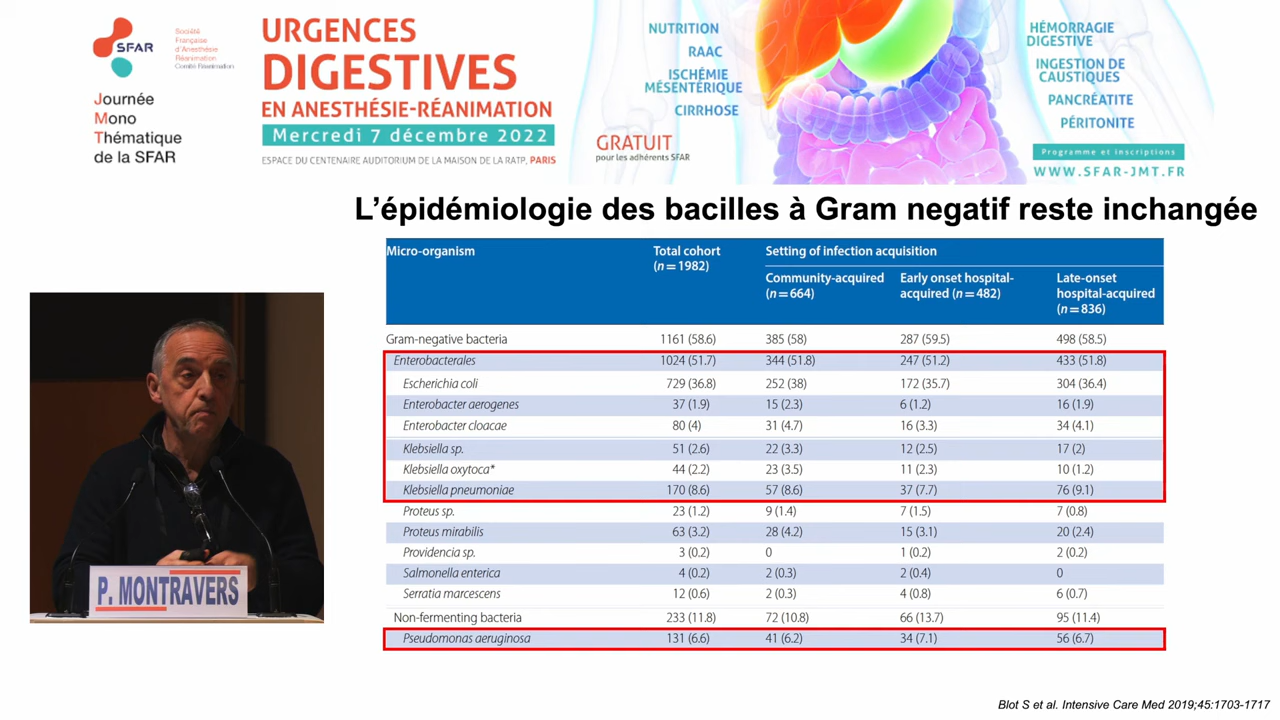 SFAR
Société
Française
d'Anesthésie
Réanimation
Comité Réanimation
Journée
Mono
Thématique
de la SFAR
URGENCES
DIGESTIVES
EN ANESTHÉSIE-RÉANIMATION
Mercredi 7 décembre 2022
ESPACE DU CENTENAIRE AUDITORIUM DE LA MAISON DE LA RATP, PARIS
NUTRITION
RAAC
ISCHÉMIE
MÉSENTÉRIQUE
CIRRHOSE
GRATUIT
pour les adhérents SFAR
HÉMORRAGIE
DIGESTIVE
INGESTION DE
CAUSTIQUES
PANCRÉATITE
PÉRITONITE
Programme et inscriptions
WWW.SFAR-JMT.FR
L'épidémiologie des bacilles à Gram negatif reste inchangée
Micro-organism Total cohort (n = 1982) Setting of infection acquisition
Community-acquired (n = 664) Early onset hospital-acquired (n = 482) Late-onset hospital-acquired (n = 836)
Gram-negative bacteria 1161 (58.6) 385 (58) 287 (59.5) 498 (58.5)
Enterobacterales 1024 (51.7) 344 (51.8) 247 (51.2) 433 (51.8)
Escherichia coli 729 (36.8) 252 (38) 172 (35.7) 304 (36.4)
Enterobacter aerogenes 37 (1.9) 15 (2.3) 6 (1.2) 16 (1.9)
Enterobacter cloacae 80 (4) 31 (4.7) 16 (3.3) 34 (4.1)
Klebsiella sp. 51 (2.6) 22 (3.3) 12 (2.5) 17 (2)
Klebsiella oxytoca* 44 (2.2) 23 (3.5) 11 (2.3) 10 (1.2)
Klebsiella pneumoniae 170 (8.6) 57 (8.6) 37 (7.7) 76 (9.1)
Proteus sp. 23 (1.2) 9 (1.4) 7 (1.5) 7 (0.8)
Proteus mirabilis 63 (3.2) 28 (4.2) 15 (3.1) 20 (2.4)
Providencia sp. 3 (0.2) 0 1 (0.2) 2 (0.2)
Salmonella enterica 4 (0.2) 2 (0.3) 2 (0.4) 0
Serratia marcescens 12 (0.6) 2 (0.3) 4 (0.8) 6 (0.7)
Non-fermenting bacteria 233 (11.8) 72 (10.8) 66 (13.7) 95 (11.4)
Pseudomonas aeruginosa 131 (6.6) 41 (6.2) 34 (7.1) 56 (6.7)
P. MONTRAVERS
Blot S et al. Intensive Care Med 2019;45:1703-1717